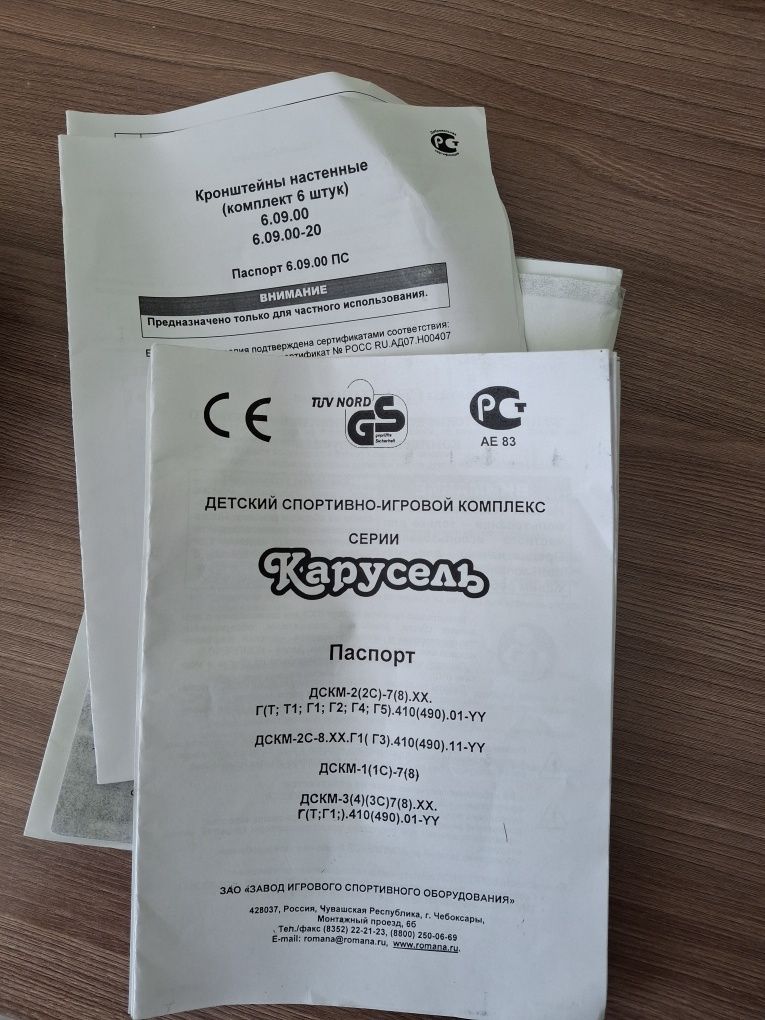 Добровольная
РСТ
сертификация
Кронштейны настенные
(комплект 6 штук)
6.09.00
6.09.00-20
Паспорт 6.09.00 ПС
ВНИМАНИЕ
Предназначено только для частного использования.
подтверждена сертификатами соответствия:
№ РОСС RU.АД07.Н00407
CE
TUV NORD
GS
geprüfte
Sicherheit
РСТ
АЕ 83
ДЕТСКИЙ СПОРТИВНО-ИГРОВОЙ КОМПЛЕКС
СЕРИИ
Карусель
Паспорт
ДСКМ-2(2С)-7(8).ХХ.
Г(Т; Т1; Г1; Г2; Г4; Г5).410(490).01-YY
ДСКМ-2С-8.ХХ.Г1( Г3).410(490).11-YY
ДСКМ-1(1С)-7(8)
ДСКМ-3(4)(3С)7(8).ХХ.
Г(Т;Г1;).410(490).01-YY
ЗАО «ЗАВОД ИГРОВОГО СПОРТИВНОГО ОБОРУДОВАНИЯ»
428037, Россия, Чувашская Республика, г. Чебоксары,
Монтажный проезд, 6б
Тел./факс (8352) 22-21-23, (8800) 250-06-69
E-mail: romana@romana.ru, www.romana.ru.